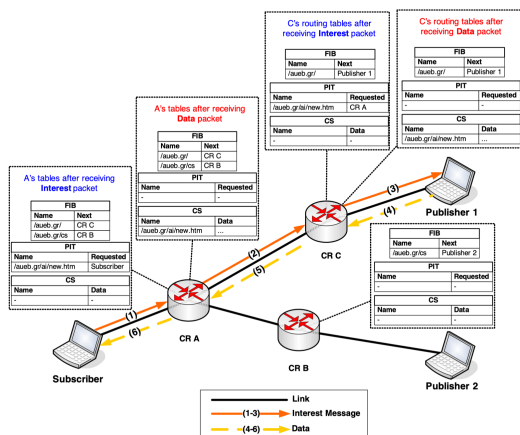 C's routing tables after
receiving Interest packet
FIB
Name Next
/aueb.gr/ Publisher 1
PIT
Name Requested
/aueb.gr/ai/new.htm CR A
CS
Name Data
- -
C's routing tables after
receiving Data packet
FIB
Name Next
/aueb.gr/ Publisher 1
PIT
Name Requested
- -
CS
Name Data
/aueb.gr/ai/new.htm ...
A's tables after receiving
Data packet
FIB
Name Next
/aueb.gr/ CR C
/aueb.gr/cs CR B
PIT
Name Requested
- -
CS
Name Data
/aueb.gr/ai/new.htm ...
A's tables after receiving
Interest packet
FIB
Name Next
/aueb.gr/ CR C
/aueb.gr/cs CR B
PIT
Name Requested
/aueb.gr/ai/new.htm Subscriber
CS
Name Data
- -
(3)
(4)
Publisher 1
(2)
(5)
CR C
FIB
Name Next
/aueb.gr/cs Publisher 2
PIT
Name Requested
- -
CS
Name Data
- -
(1)
(6)
CR A
Subscriber
CR B
Publisher 2
Link
(1-3) Interest Message
(4-6) Data